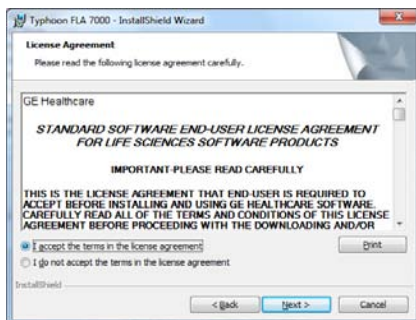 Typhoon FLA 7000 - InstallShield Wizard
License Agreement
Please read the following license agreement carefully.
GE Healthcare
STANDARD SOFTWARE END-USER LICENSE AGREEMENT
FOR LIFE SCIENCES SOFTWARE PRODUCTS
IMPORTANT-PLEASE READ CAREFULLY
THIS IS THE LICENSE AGREEMENT THAT END-USER IS REQUIRED TO
ACCEPT BEFORE INSTALLING AND USING GE HEALTHCARE SOFTWARE.
CAREFULLY READ ALL OF THE TERMS AND CONDITIONS OF THIS LICENSE
AGREEMENT BEFORE PROCEEDING WITH THE DOWNLOADING AND/OR
I accept the terms in the license agreement
Print
I do not accept the terms in the license agreement
InstallShield
< Back
Next >
Cancel